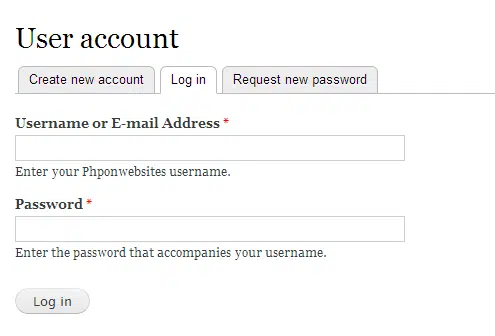 User account
Create new account Log in Request new password
Username or E-mail Address *
Enter your Phponwebsites username.
Password *
Enter the password that accompanies your username.
Log in